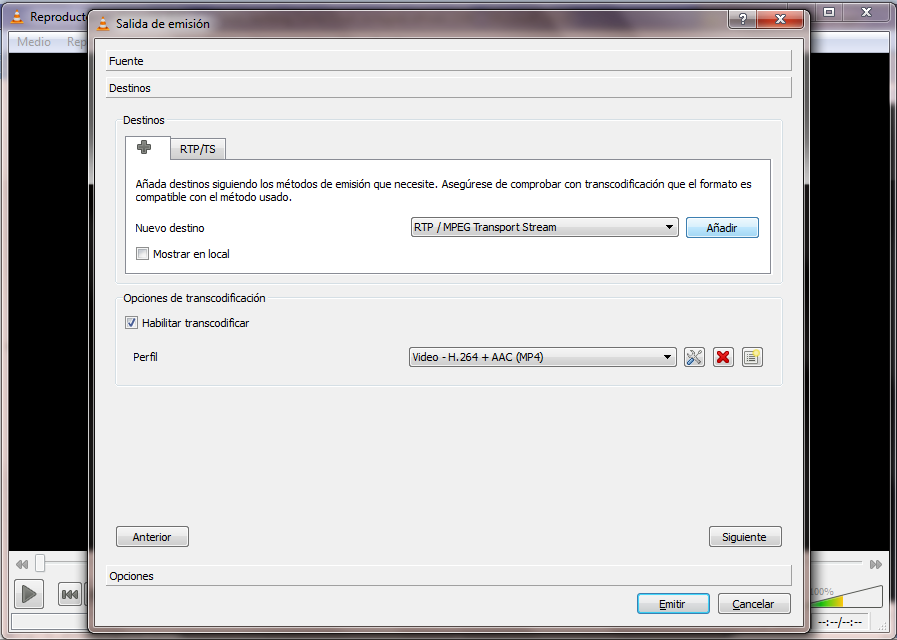 Reproduct
Salida de emisión
Medio Rep
Fuente
Destinos
Destinos
RTP/TS
Añada destinos siguiendo los métodos de emisión que necesite. Asegúrese de comprobar con transcodificación que el formato es
compatible con el método usado.
Nuevo destino
RTP / MPEG Transport Stream
Añadir
Mostrar en local
Opciones de transcodificación
Habilitar transcodificar
Perfil
Video - H.264 + AAC (MP4)
Anterior
Siguiente
Opciones
Emitir
Cancelar
00%
--:--/--:--